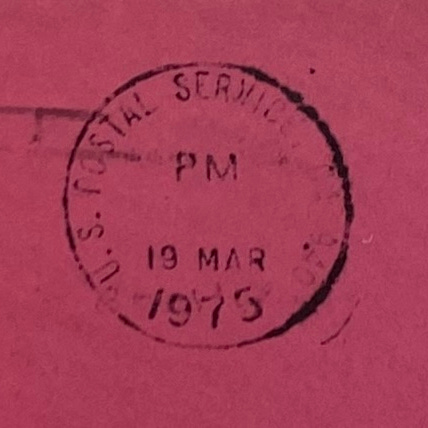 U.S. POSTAL SERVICE
PM
19 MAR
1975